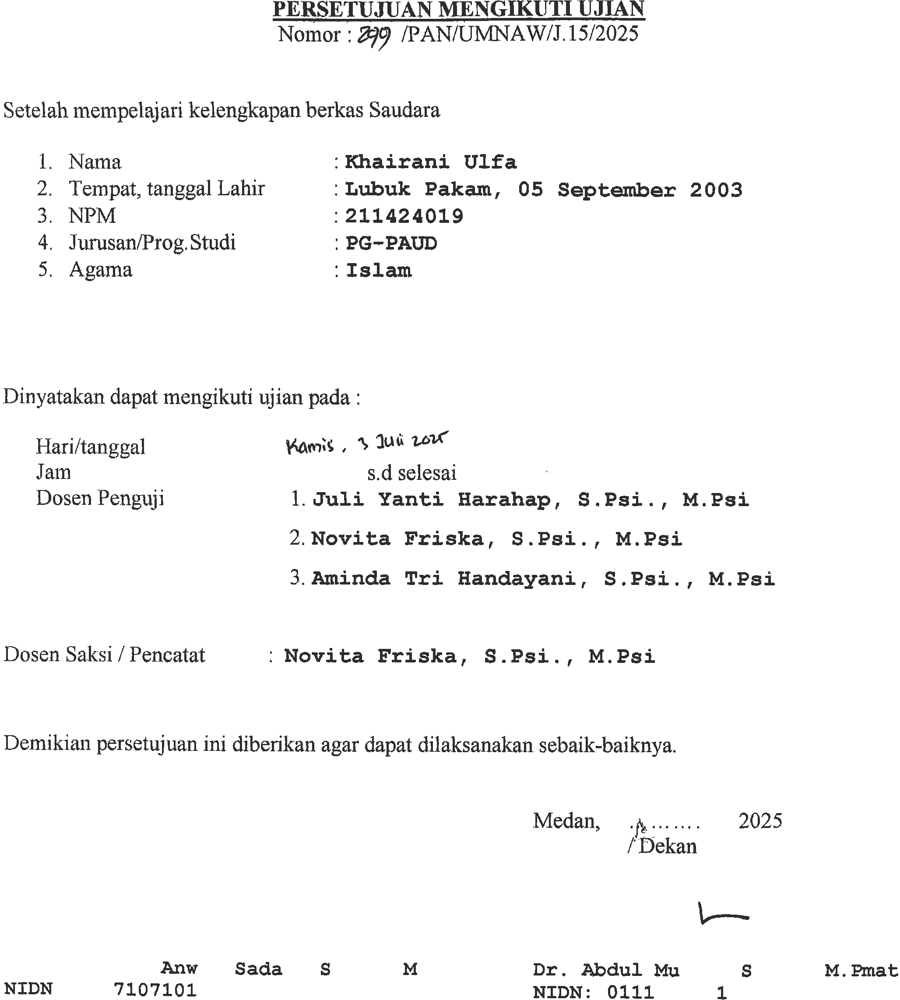 PERSETUJUAN MENGIKUTI UJIAN
Nomor : 299 /PAN/UMNAW/J.15/2025
Setelah mempelajari kelengkapan berkas Saudara
1. Nama : Khairani Ulfa
2. Tempat, tanggal Lahir : Lubuk Pakam, 05 September 2003
3. NPM : 211424019
4. Jurusan/Prog.Studi : PG-PAUD
5. Agama : Islam
Dinyatakan dapat mengikuti ujian pada :
Hari/tanggal Kamis, 3 Juli 2025
Jam s.d selesai
Dosen Penguji 1. Juli Yanti Harahap, S.Psi., M.Psi
2. Novita Friska, S.Psi., M.Psi
3. Aminda Tri Handayani, S.Psi., M.Psi
Dosen Saksi / Pencatat : Novita Friska, S.Psi., M.Psi
Demikian persetujuan ini diberikan agar dapat dilaksanakan sebaik-baiknya.
Medan, ........ 2025
Dekan
Anw Sada S M Dr. Abdul Mu S M.Pmat
NIDN 7107101 NIDN: 0111 1